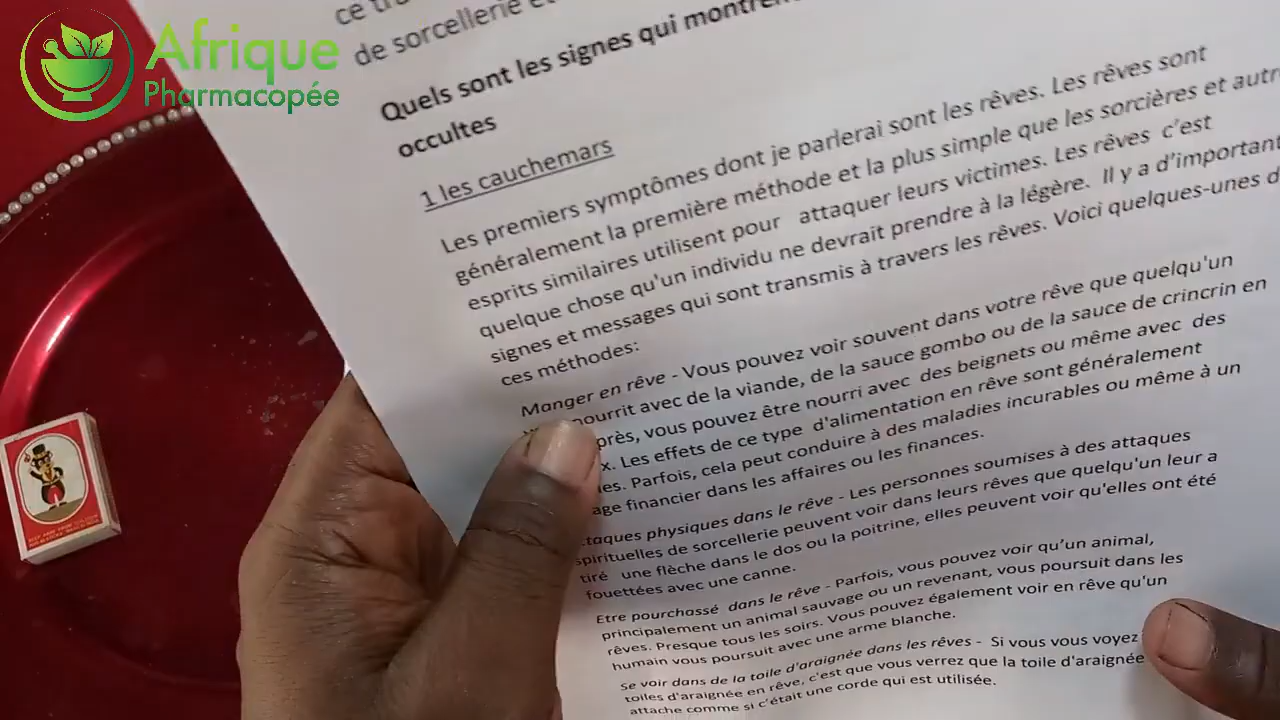 Afrique
Pharmacopée
ce
de sorcellerie et
Quels sont les signes qui montrent
occultes
1 les cauchemars
Les premiers symptômes dont je parlerai sont les rêves. Les rêves sont
généralement la première méthode et la plus simple que les sorcières et autr
esprits similaires utilisent pour attaquer leurs victimes. Les rêves c'est
quelque chose qu'un individu ne devrait prendre à la légère. Il y a d'important
signes et messages qui sont transmis à travers les rêves. Voici quelques-unes d
ces méthodes:
Manger en rêve - Vous pouvez voir souvent dans votre rêve que quelqu'un
nourrit avec de la viande, de la sauce gombo ou de la sauce de crincrin en
près, vous pouvez être nourri avec des beignets ou même avec des
x. Les effets de ce type d'alimentation en rêve sont généralement
es. Parfois, cela peut conduire à des maladies incurables ou même à un
age financier dans les affaires ou les finances.
taques physiques dans le rêve - Les personnes soumises à des attaques
spirituelles de sorcellerie peuvent voir dans leurs rêves que quelqu'un leur a
tiré une flèche dans le dos ou la poitrine, elles peuvent voir qu'elles ont été
fouettées avec une canne.
Etre pourchassé dans le rêve - Parfois, vous pouvez voir qu'un animal,
principalement un animal sauvage ou un revenant, vous poursuit dans les
rêves. Presque tous les soirs. Vous pouvez également voir en rêve qu'un
humain vous poursuit avec une arme blanche.
Se voir dans de la toile d'araignée dans les rêves - Si vous vous voyez
toiles d'araignée en rêve, c'est que vous verrez que la toile d'araignée
attache comme si c'était une corde qui est utilisée.